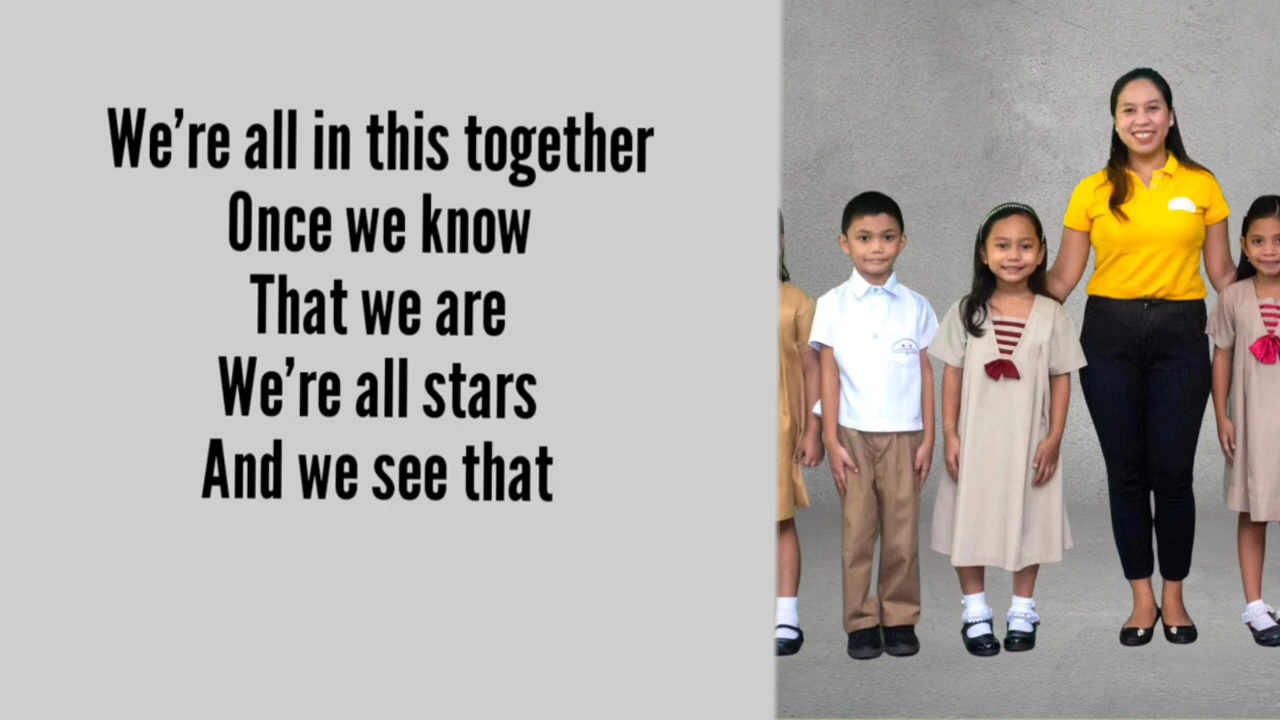 We're all in this together
Once we know
That we are
We're all stars
And we see that